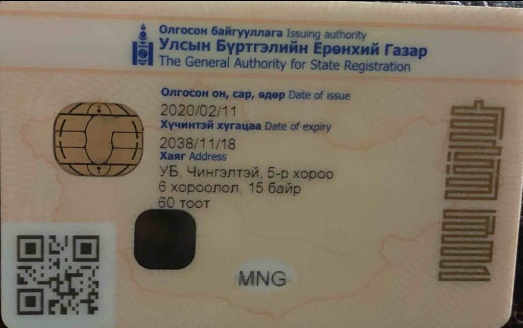 Олгосон байгууллага Issuing authority
Улсын Бүртгэлийн Ерөнхий Газар
The General Authority for State Registration
Олгосон он, сар, өдөр Date of issue
2020/02/11
Хүчинтэй хугацаа Date of expiry
2038/11/18
Хаяг Address
УБ, Чингэлтэй, 5-р хороо
6 хороолол, 15 байр
60 тоот
MNG